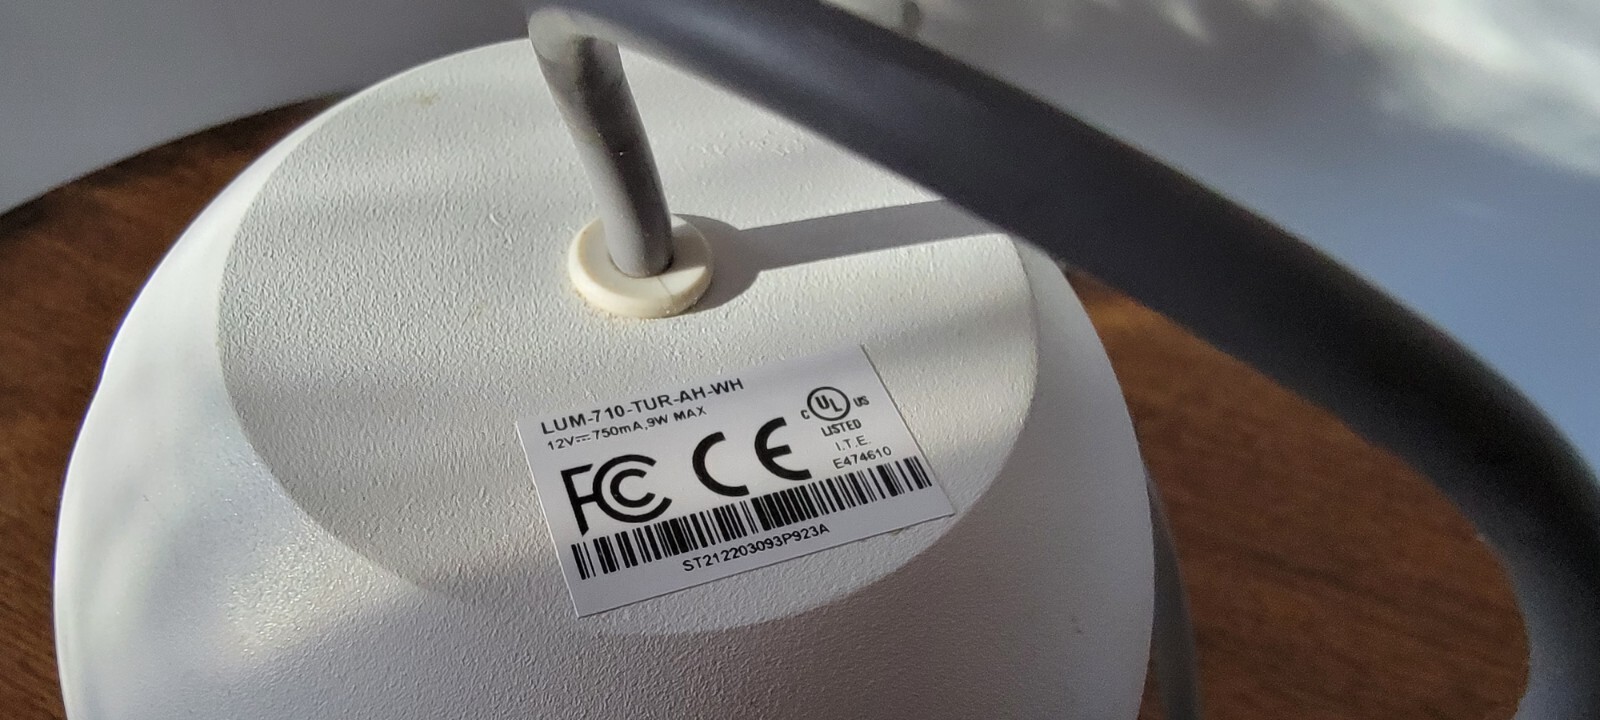 LUM-710-TUR-AH-WH
12V⎓750mA,9W MAX
FC CE
C UL US
LISTED
I.T.E.
E474610
ST212203093P923A